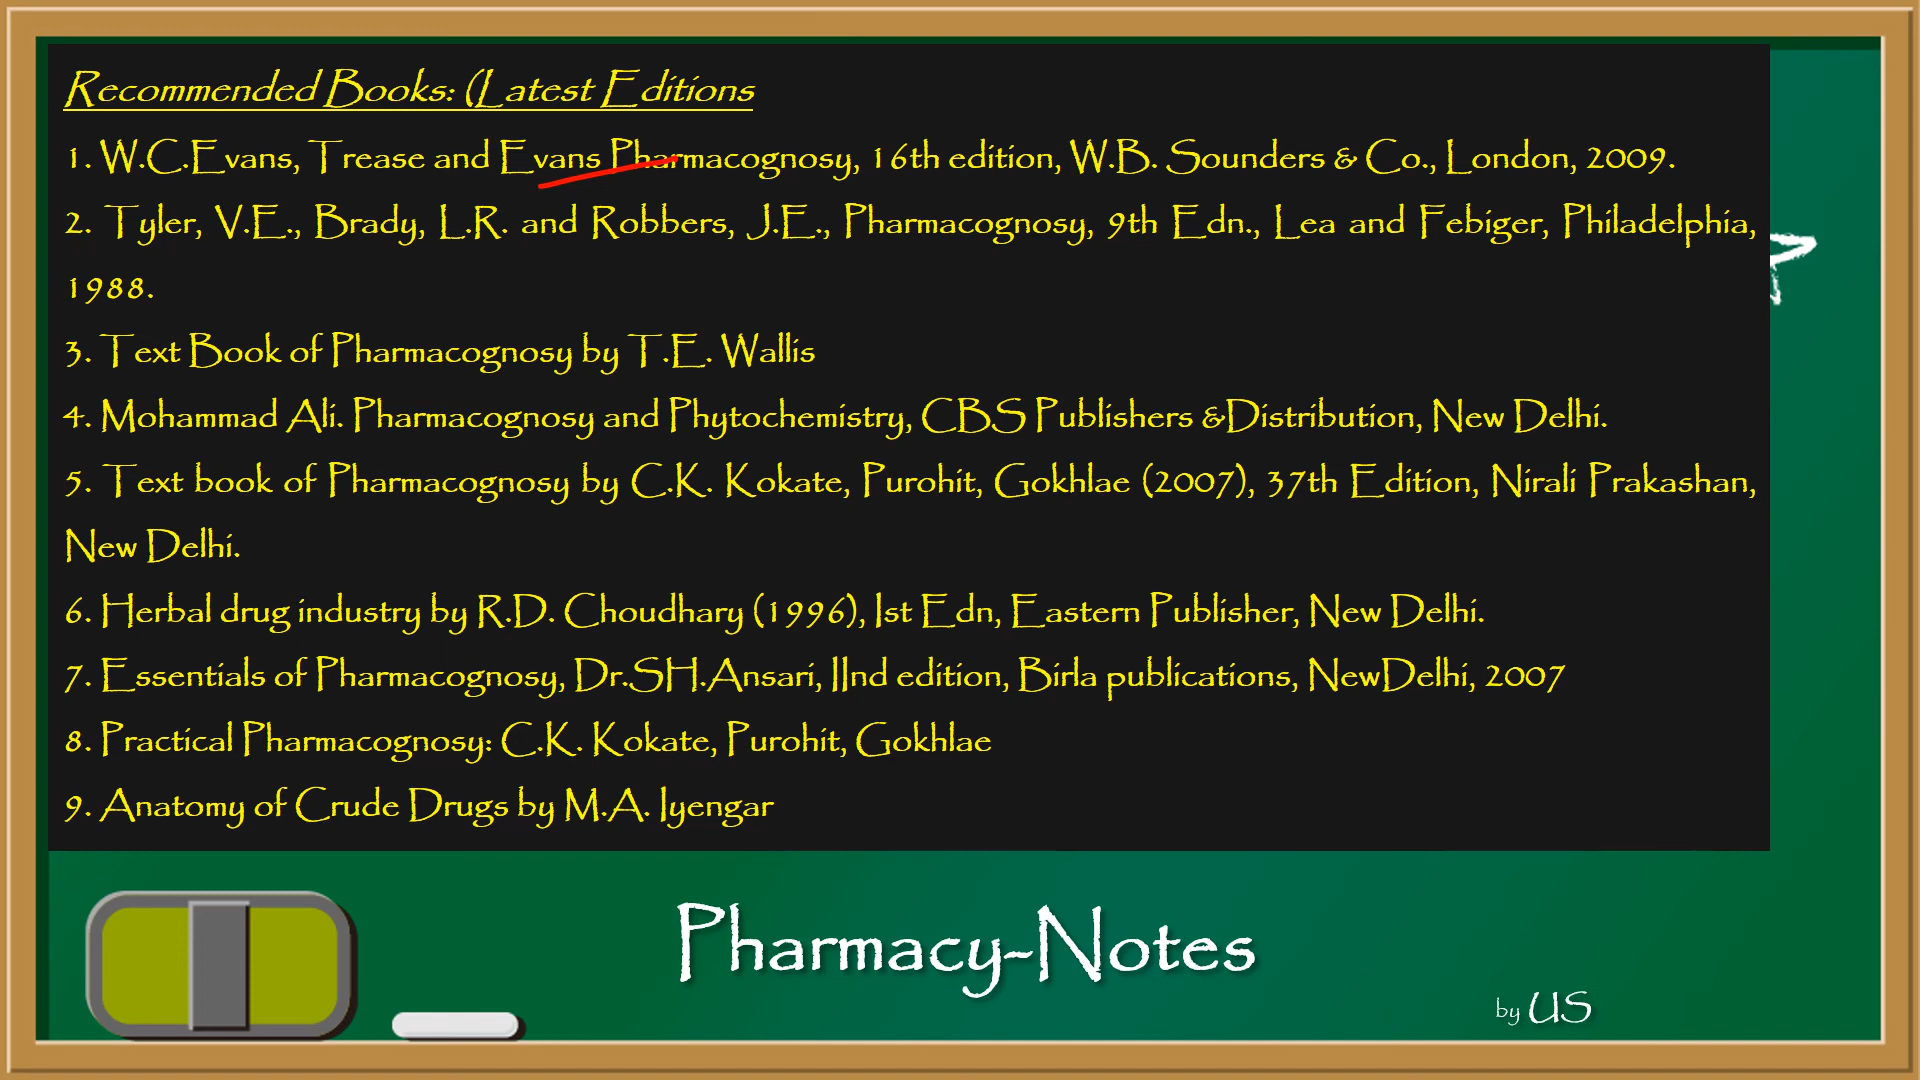 Recommended Books: (Latest Editions
1. W.C.Evans, Trease and Evans Pharmacognosy, 16th edition, W.B. Sounders & Co., London, 2009.
2. Tyler, V.E., Brady, L.R. and Robbers, J.E., Pharmacognosy, 9th Edn., Lea and Febiger, Philadelphia,
1988.
3. Text Book of Pharmacognosy by T.E. Wallis
4. Mohammad Ali. Pharmacognosy and Phytochemistry, CBS Publishers &Distribution, New Delhi.
5. Text book of Pharmacognosy by C.K. Kokate, Purohit, Gokhlae (2007), 37th Edition, Nirali Prakashan,
New Delhi.
6. Herbal drug industry by R.D. Choudhary (1996), Ist Edn, Eastern Publisher, New Delhi.
7. Essentials of Pharmacognosy, Dr.SH.Ansari, IInd edition, Birla publications, NewDelhi, 2007
8. Practical Pharmacognosy: C.K. Kokate, Purohit, Gokhlae
9. Anatomy of Crude Drugs by M.A. Iyengar
Pharmacy-Notes
by US